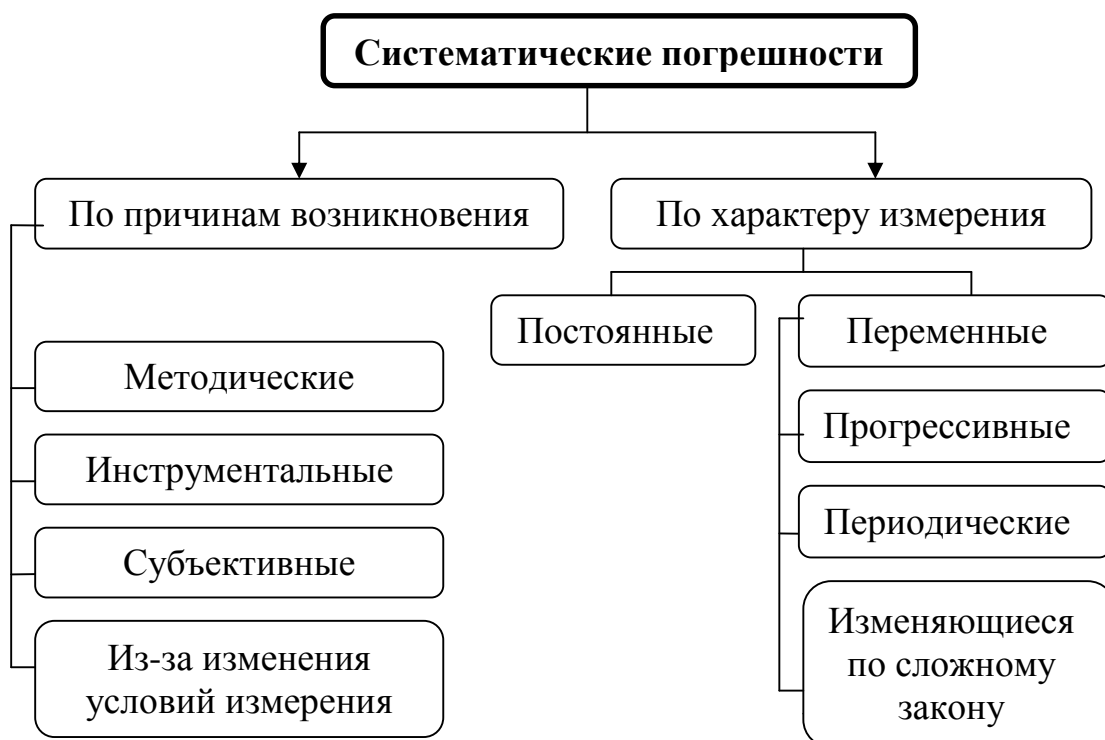 Систематические погрешности
По причинам возникновения
По характеру измерения
Методические
Инструментальные
Субъективные
Из-за изменения
условий измерения
Постоянные
Переменные
Прогрессивные
Периодические
Изменяющиеся
по сложному
закону